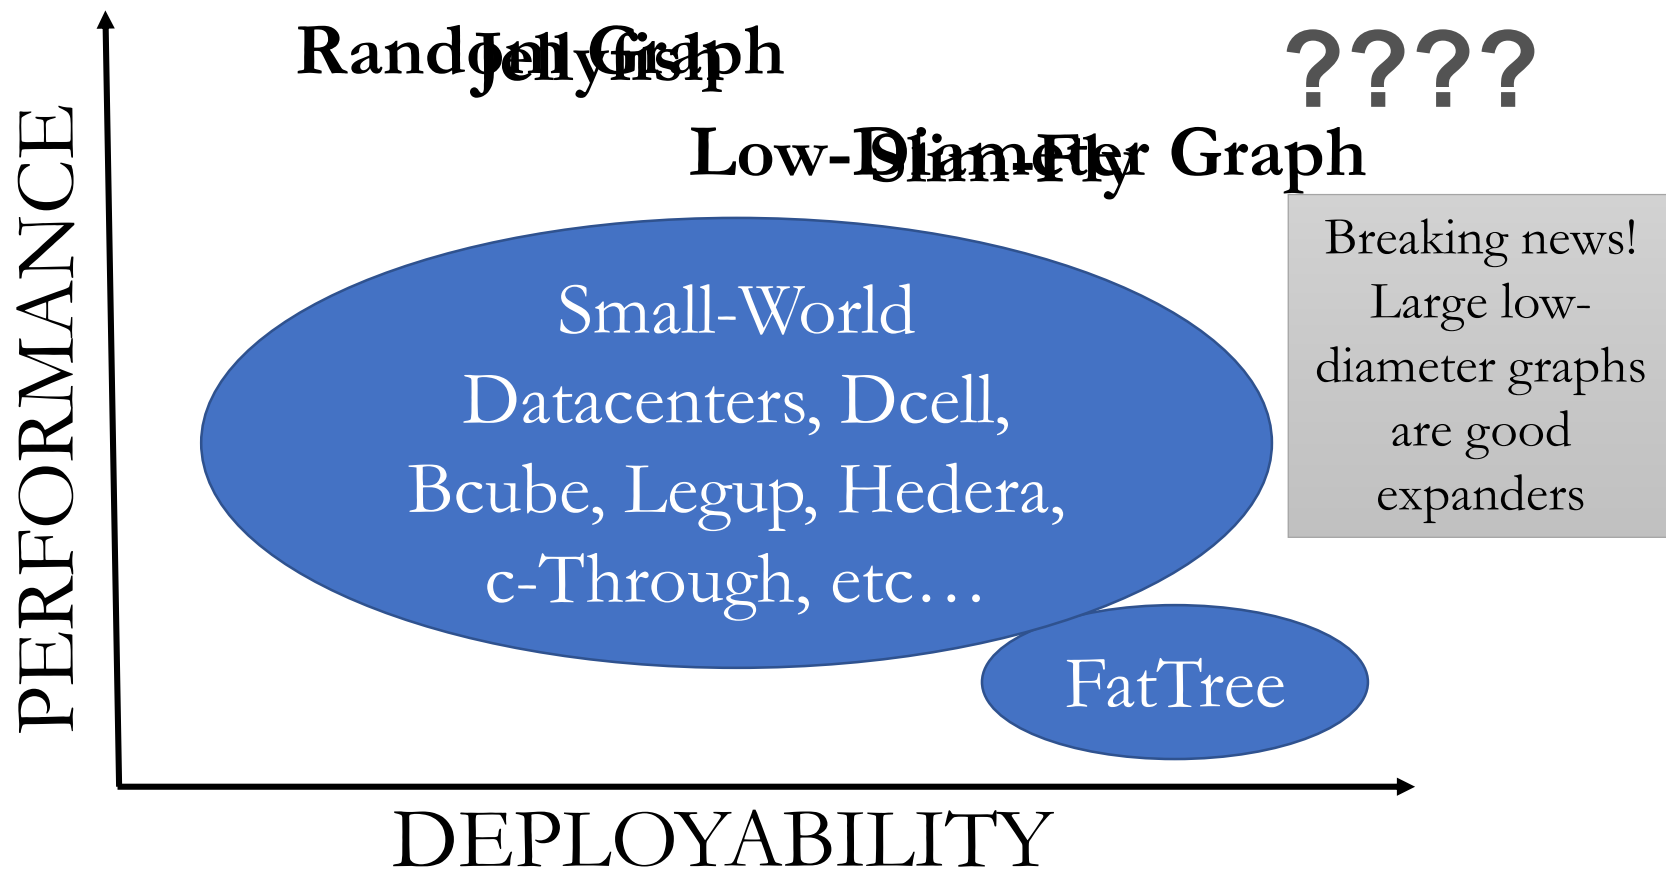 Random Graph
Jellyfish
????
Low-Diameter Graph
Slim-Fly
PERFORMANCE
Small-World
Datacenters, Dcell,
Bcube, Legup, Hedera,
c-Through, etc…
Breaking news!
Large low-
diameter graphs
are good
expanders
FatTree
DEPLOYABILITY